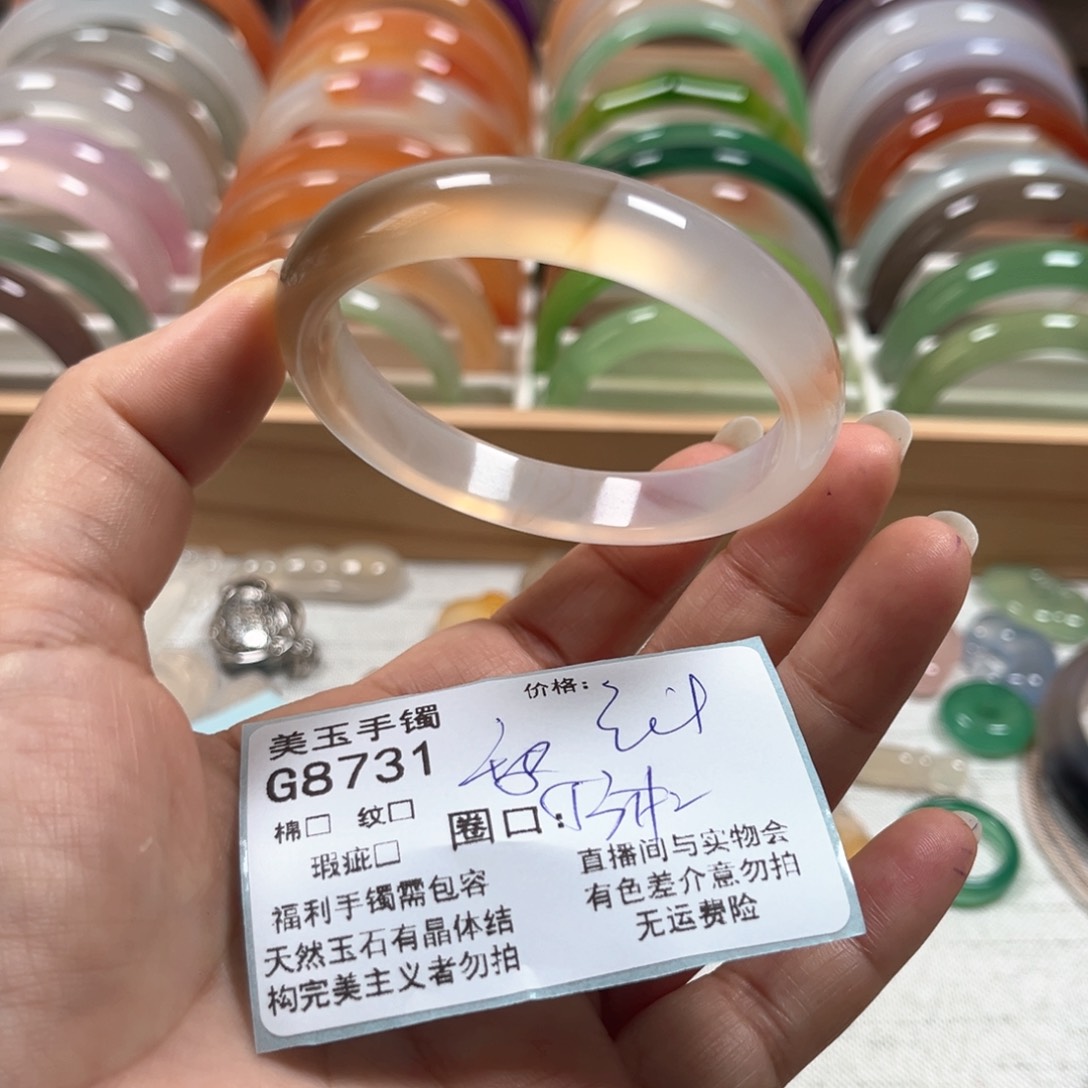 价格：
美玉手镯
G8731
棉□ 纹□
圈口：
瑕疵□
福利手镯需包容
天然玉石有晶体结
构完美主义者勿拍
直播间与实物会
有色差介意勿拍
无运费险